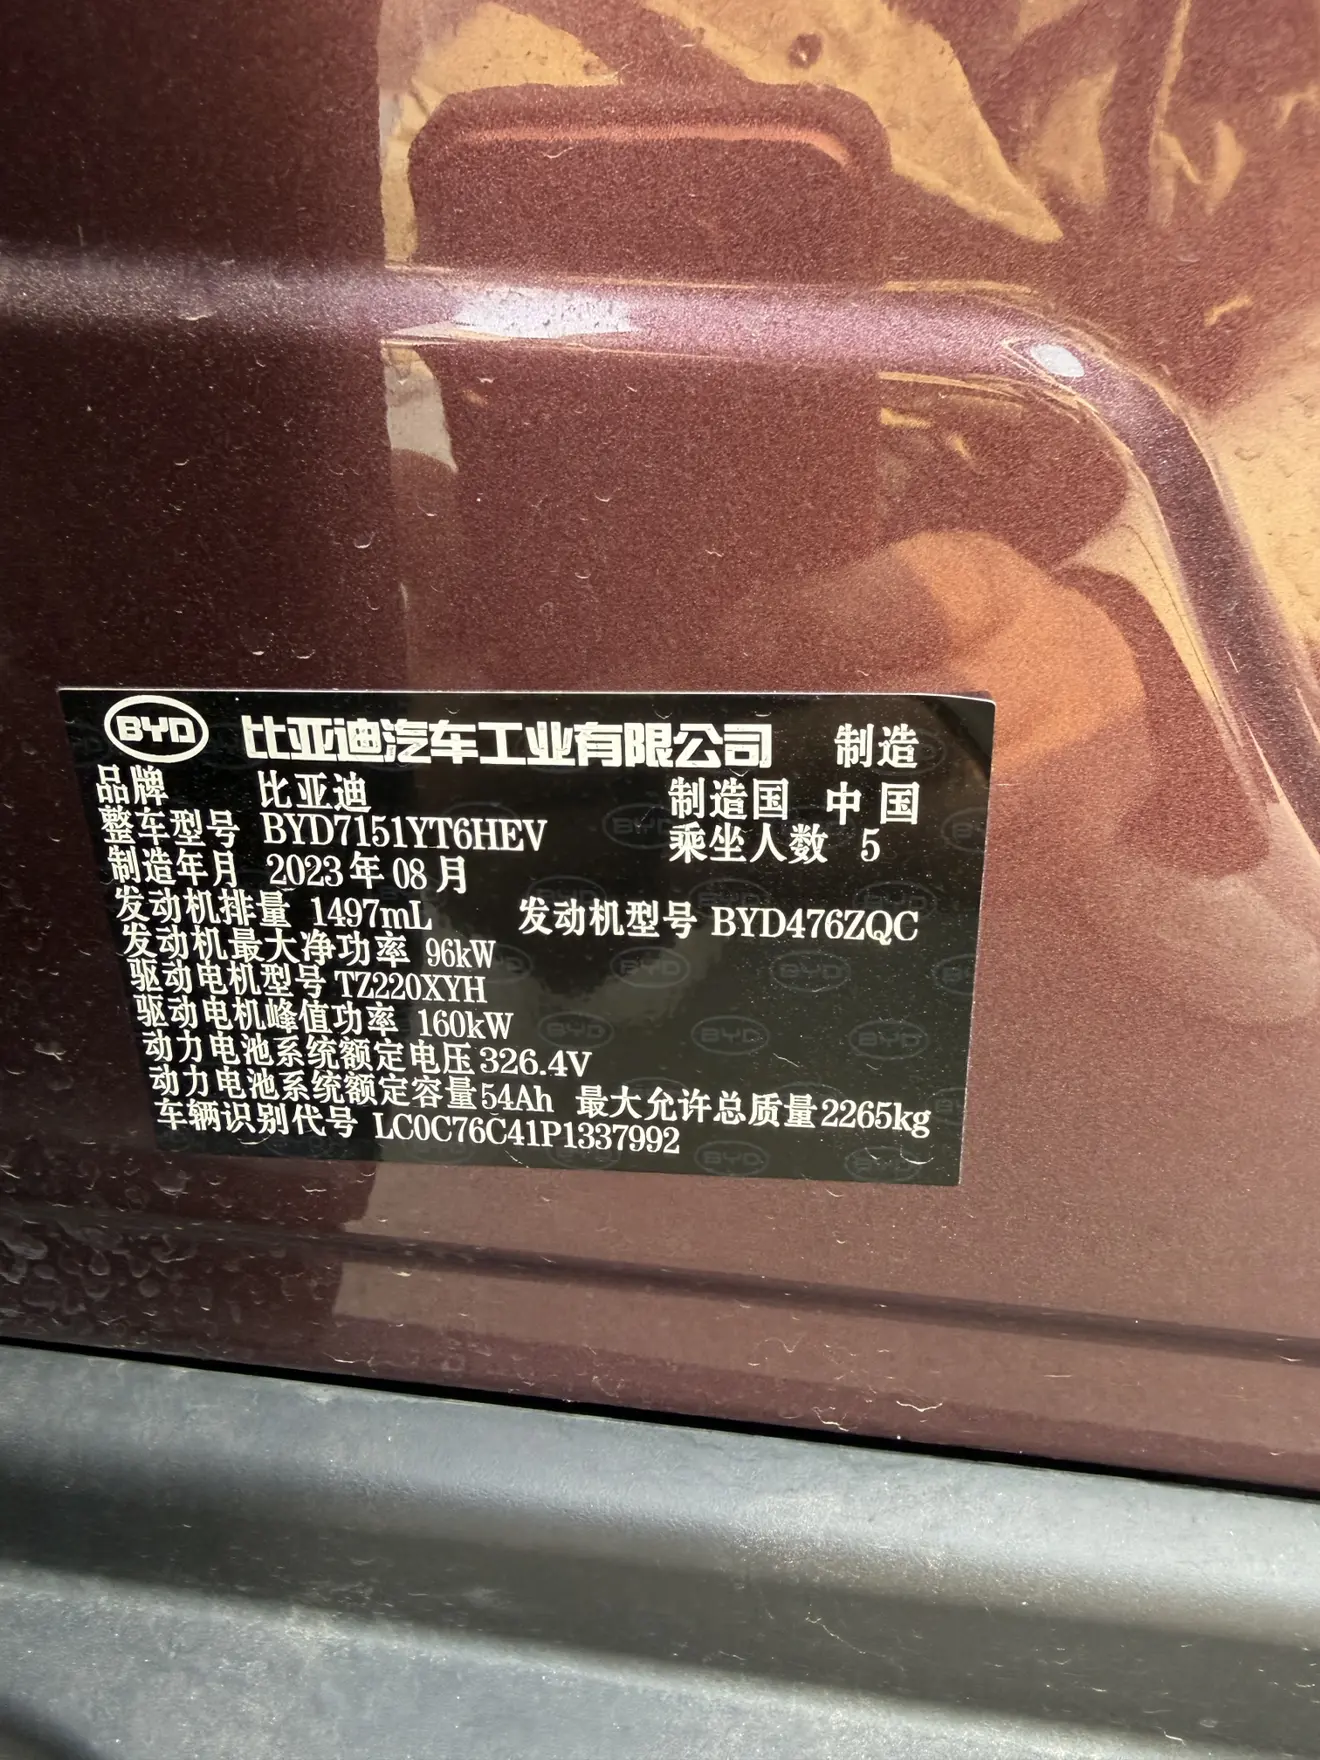 BYD 比亚迪汽车工业有限公司 制造
品牌 比亚迪 制造国 中国
整车型号 BYD7151YT6HEV 乘坐人数 5
制造年月 2023年08月
发动机排量 1497mL 发动机型号 BYD476ZQC
发动机最大净功率 96kW
驱动电机型号 TZ220XYH
驱动电机峰值功率 160kW
动力电池系统额定电压 326.4V
动力电池系统额定容量 54Ah 最大允许总质量 2265kg
车辆识别代号 LC0C76C41P1337992